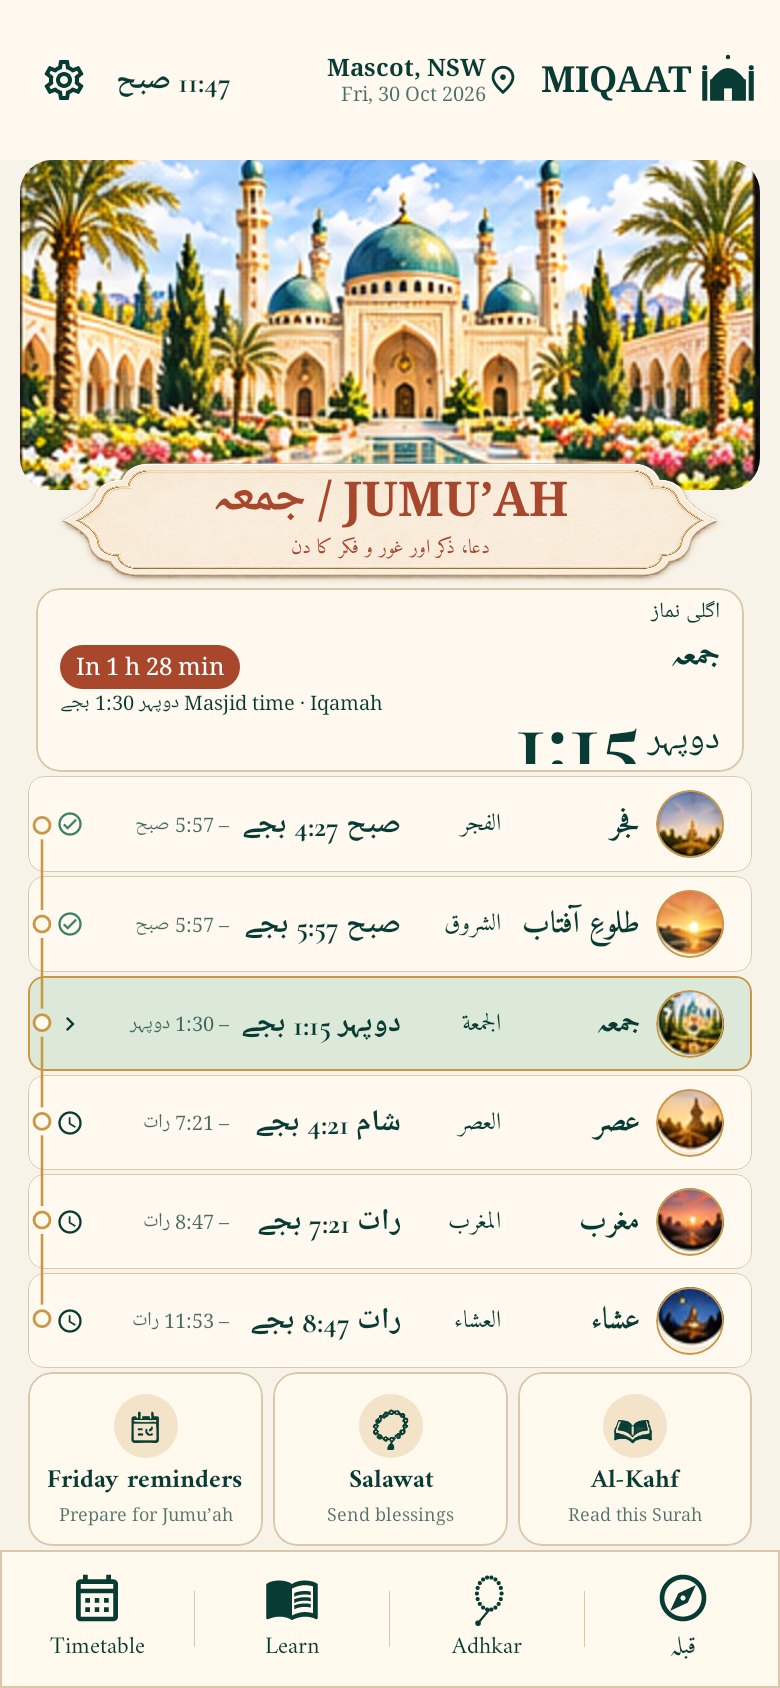 MIQAAT
Mascot, NSW
Fri, 30 Oct 2026
11:47 صبح
جمعہ / JUMU’AH
دعا، ذکر اور غور و فکر کا دن
اگلی نماز
جمعہ
In 1 h 28 min
Masjid time · Iqamah دوپہر 1:30 بجے
دوپہر 1:15
فجر الفجر صبح 4:27 بجے – 5:57 صبح
طلوعِ آفتاب الشروق صبح 5:57 بجے – 5:57 صبح
جمعہ الجمعة دوپہر 1:15 بجے – 1:30 دوپہر
عصر العصر شام 4:21 بجے – 7:21 رات
مغرب المغرب رات 7:21 بجے – 8:47 رات
عشاء العشاء رات 8:47 بجے – 11:53 رات
Friday reminders
Prepare for Jumu’ah
Salawat
Send blessings
Al-Kahf
Read this Surah
Timetable
Learn
Adhkar
قبلہ